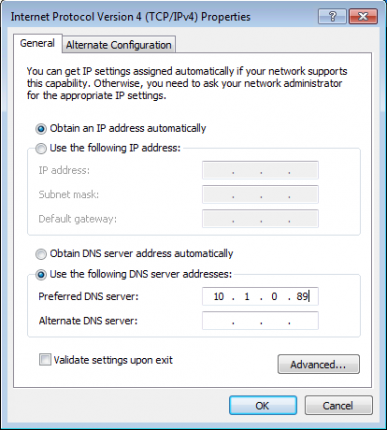 Internet Protocol Version 4 (TCP/IPv4) Properties
General
Alternate Configuration
You can get IP settings assigned automatically if your network supports
this capability. Otherwise, you need to ask your network administrator
for the appropriate IP settings.
Obtain an IP address automatically
Use the following IP address:
IP address: . . .
Subnet mask: . . .
Default gateway: . . .
Obtain DNS server address automatically
Use the following DNS server addresses:
Preferred DNS server: 10 . 1 . 0 . 89
Alternate DNS server: . . .
Validate settings upon exit
Advanced...
OK
Cancel